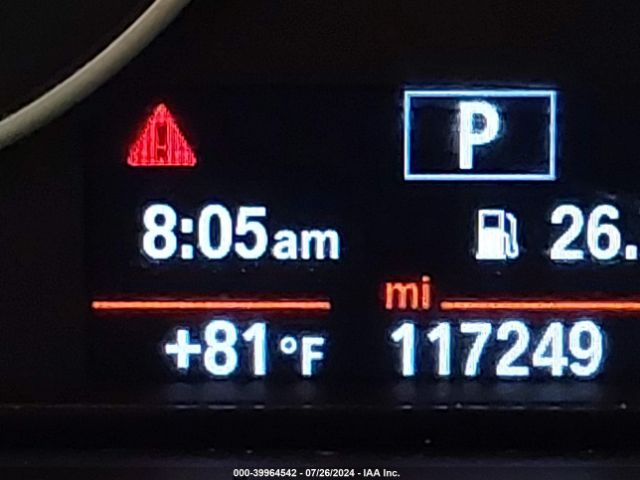 P
8:05am 26.
mi
+81 °F 117249
000-39964542 - 07/26/2024 - IAA Inc.